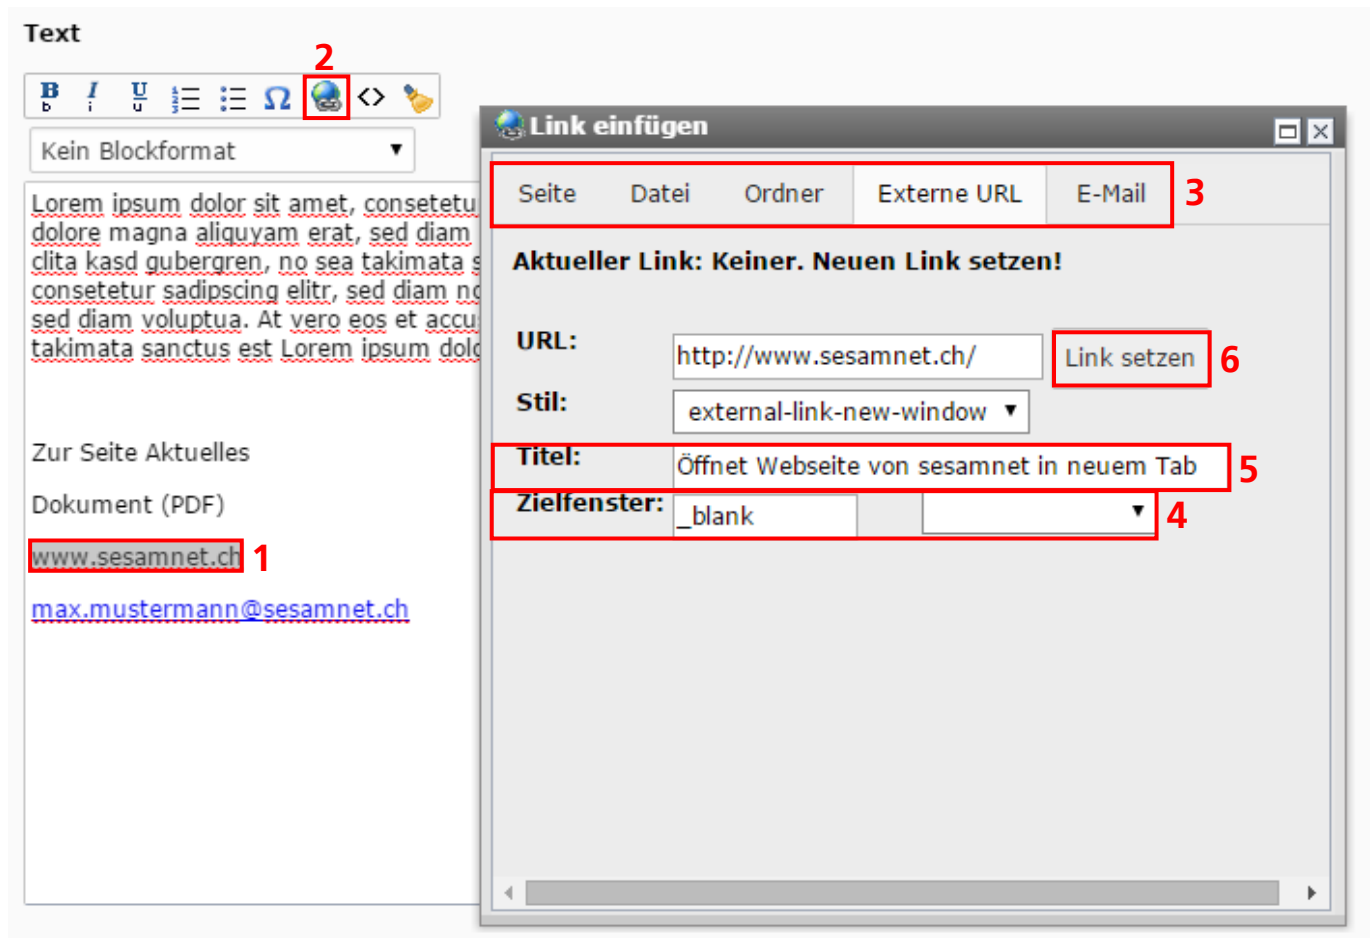 Text
2
B I U Ω <>
b i u
Kein Blockformat
Lorem ipsum dolor sit amet, consetetu
dolore magna aliquyam erat, sed diam
clita kasd gubergren, no sea takimata s
consetetur sadipscing elitr, sed diam no
sed diam voluptua. At vero eos et accu
takimata sanctus est Lorem ipsum dolo
Zur Seite Aktuelles
Dokument (PDF)
www.sesamnet.ch 1
max.mustermann@sesamnet.ch
Link einfügen
Seite Datei Ordner Externe URL E-Mail 3
Aktueller Link: Keiner. Neuen Link setzen!
URL: http://www.sesamnet.ch/ Link setzen 6
Stil: external-link-new-window
Titel: Öffnet Webseite von sesamnet in neuem Tab 5
Zielfenster: _blank 4